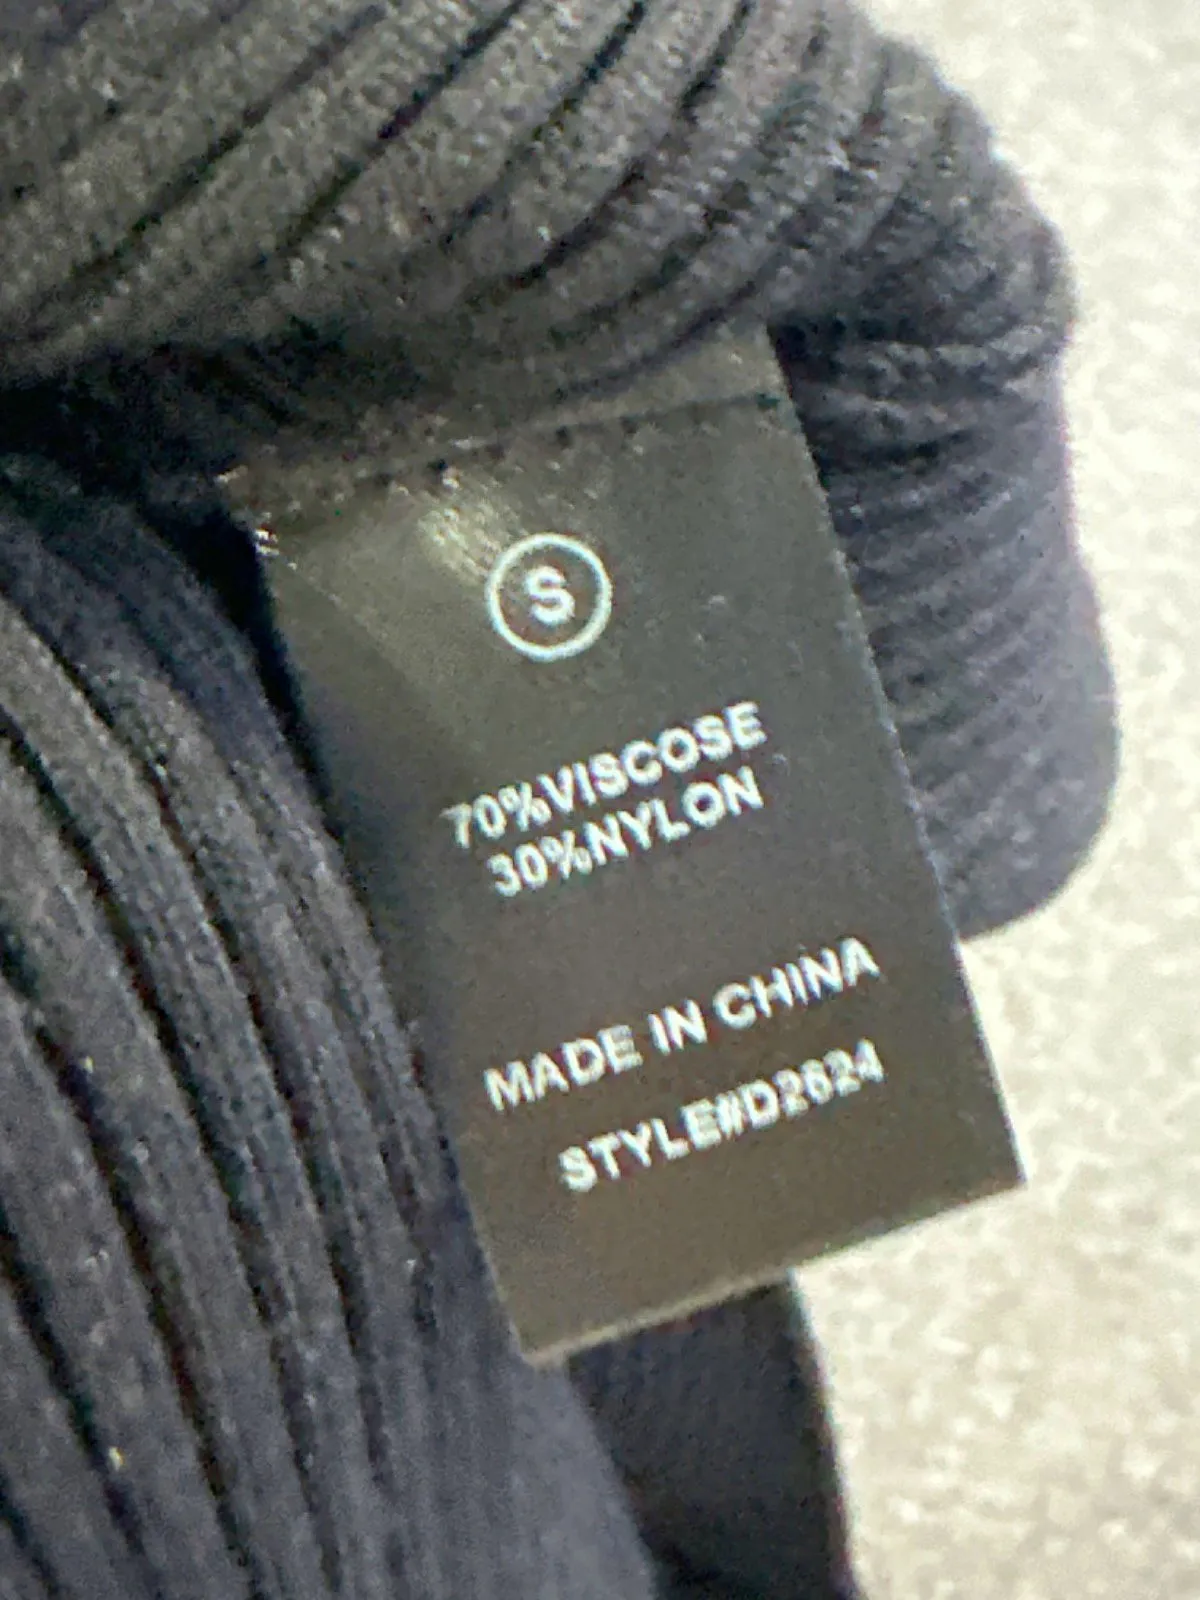 S
70%VISCOSE
30%NYLON
MADE IN CHINA
STYLE#D2624